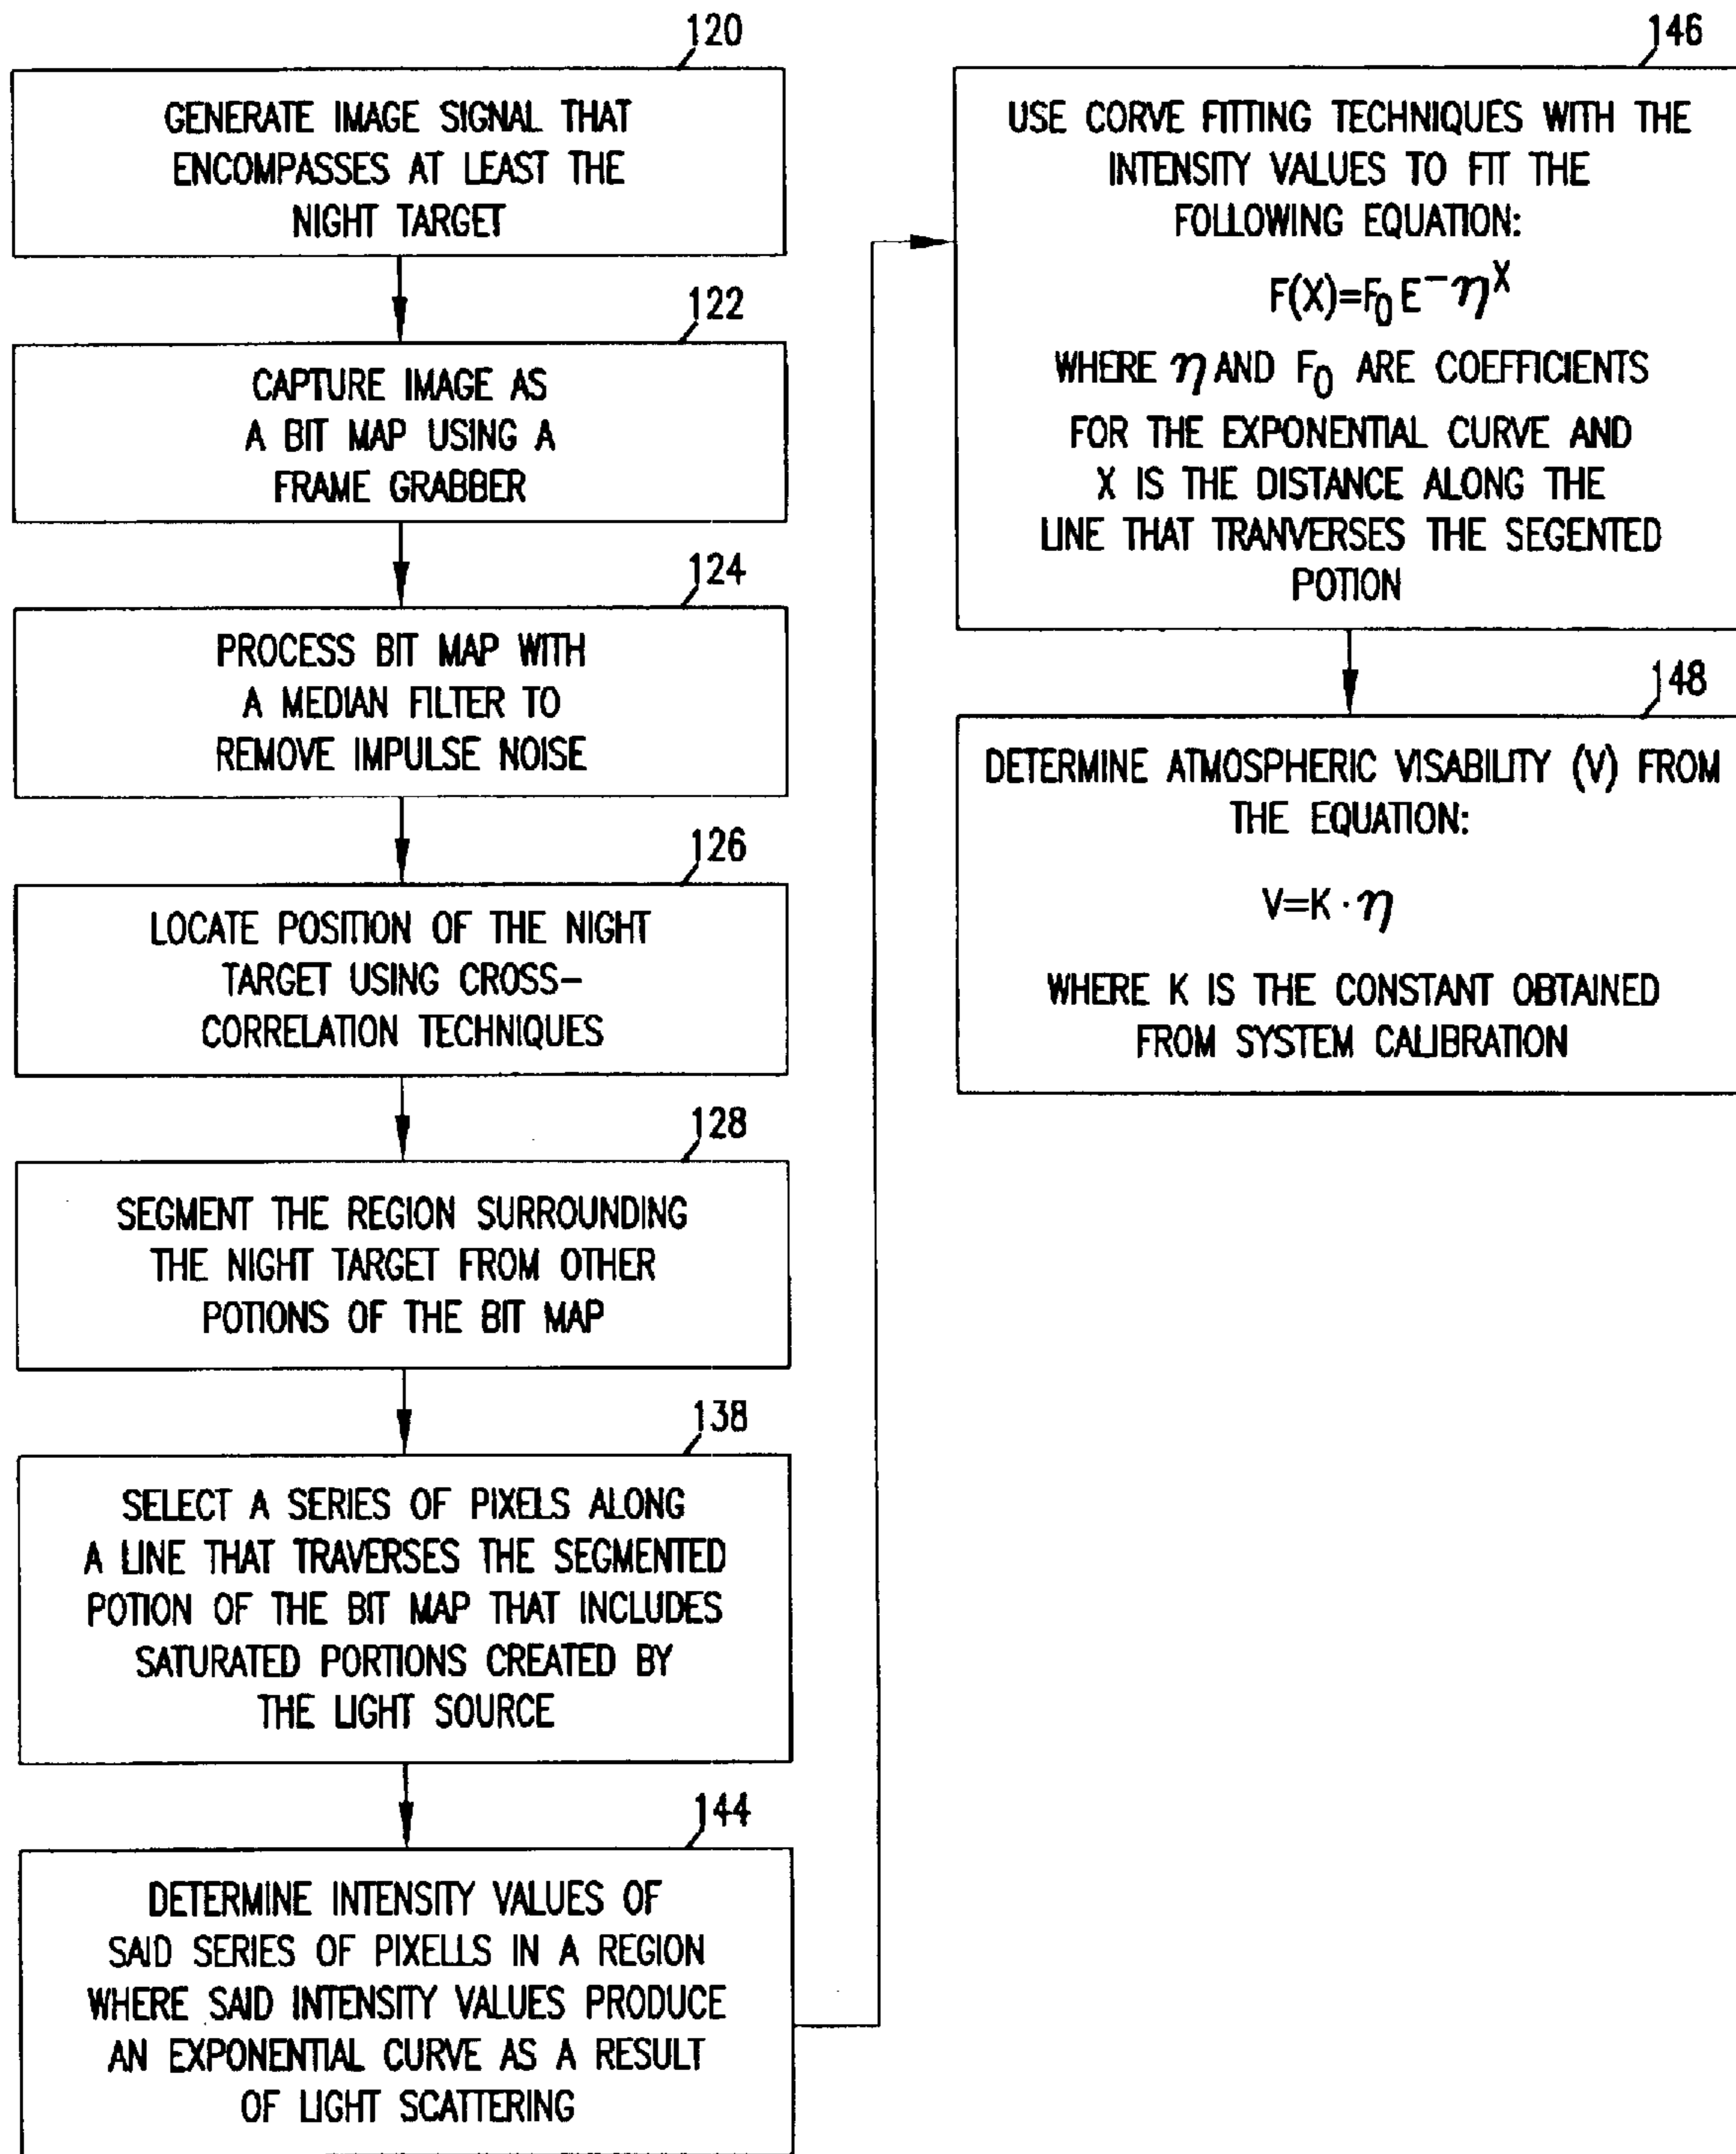 120
GENERATE IMAGE SIGNAL THAT
ENCOMPASSES AT LEAST THE
NIGHT TARGET
122
CAPTURE IMAGE AS
A BIT MAP USING A
FRAME GRABBER
124
PROCESS BIT MAP WITH
A MEDIAN FILTER TO
REMOVE IMPULSE NOISE
126
LOCATE POSITION OF THE NIGHT
TARGET USING CROSS-
CORRELATION TECHNIQUES
128
SEGMENT THE REGION SURROUNDING
THE NIGHT TARGET FROM OTHER
POTIONS OF THE BIT MAP
138
SELECT A SERIES OF PIXELS ALONG
A LINE THAT TRAVERSES THE SEGMENTED
POTION OF THE BIT MAP THAT INCLUDES
SATURATED PORTIONS CREATED BY
THE LIGHT SOURCE
144
DETERMINE INTENSITY VALUES OF
SAID SERIES OF PIXELLS IN A REGION
WHERE SAID INTENSITY VALUES PRODUCE
AN EXPONENTIAL CURVE AS A RESULT
OF LIGHT SCATTERING
146
USE CORVE FITTING TECHNIQUES WITH THE
INTENSITY VALUES TO FIT THE
FOLLOWING EQUATION:
F(X)=F₀ E⁻ηˣ
WHERE η AND F₀ ARE COEFFICIENTS
FOR THE EXPONENTIAL CURVE AND
X IS THE DISTANCE ALONG THE
LINE THAT TRANVERSES THE SEGENTED
POTION
148
DETERMINE ATMOSPHERIC VISABILITY (V) FROM
THE EQUATION:
V=K·η
WHERE K IS THE CONSTANT OBTAINED
FROM SYSTEM CALIBRATION